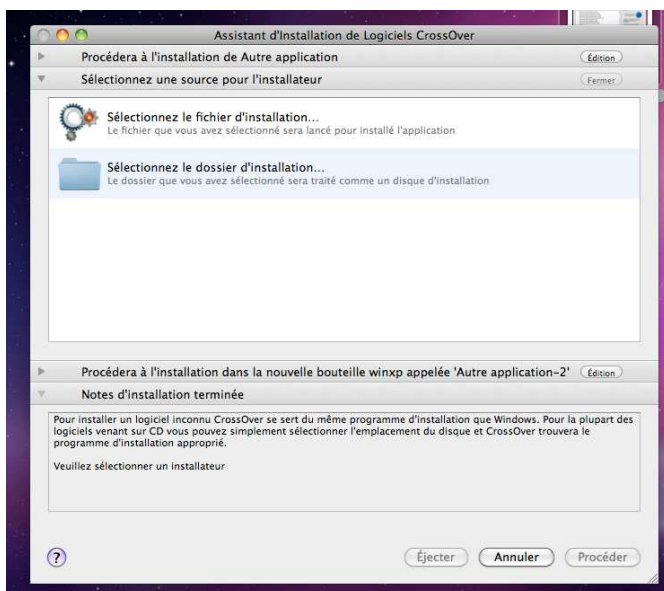 Assistant d'Installation de Logiciels CrossOver
Procédera à l'installation de Autre application
Édition
Sélectionnez une source pour l'installateur
Fermer
Sélectionnez le fichier d'installation...
Le fichier que vous avez sélectionné sera lancé pour installé l'application
Sélectionnez le dossier d'installation...
Le dossier que vous avez sélectionné sera traité comme un disque d'installation
Procédera à l'installation dans la nouvelle bouteille winxp appelée 'Autre application-2'
Édition
Notes d'installation terminée
Pour installer un logiciel inconnu CrossOver se sert du même programme d'installation que Windows. Pour la plupart des
logiciels venant sur CD vous pouvez simplement sélectionner l'emplacement du disque et CrossOver trouvera le
programme d'installation approprié.
Veuillez sélectionner un installateur
?
Éjecter
Annuler
Procéder